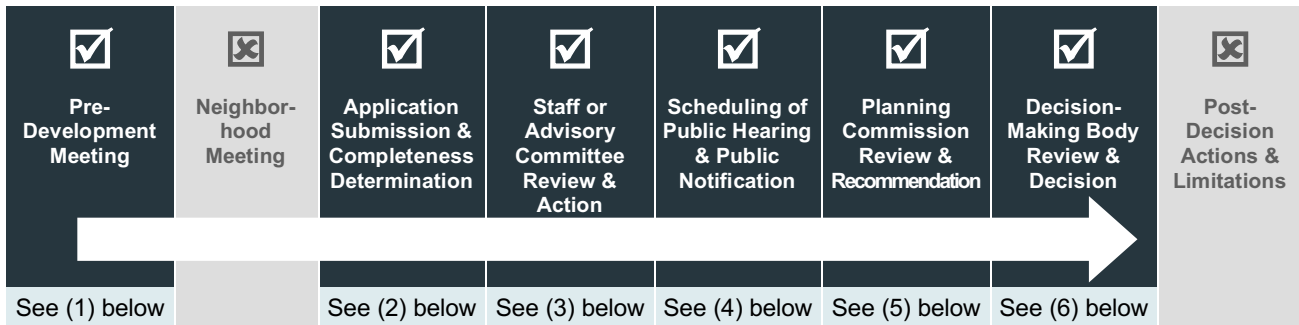 Pre-
Development
Meeting
Neighbor-
hood
Meeting
Application
Submission &
Completeness
Determination
Staff or
Advisory
Committee
Review &
Action
Scheduling of
Public Hearing
& Public
Notification
Planning
Commission
Review &
Recommendation
Decision-
Making Body
Review &
Decision
Post-
Decision
Actions &
Limitations
See (1) below
See (2) below
See (3) below
See (4) below
See (5) below
See (6) below